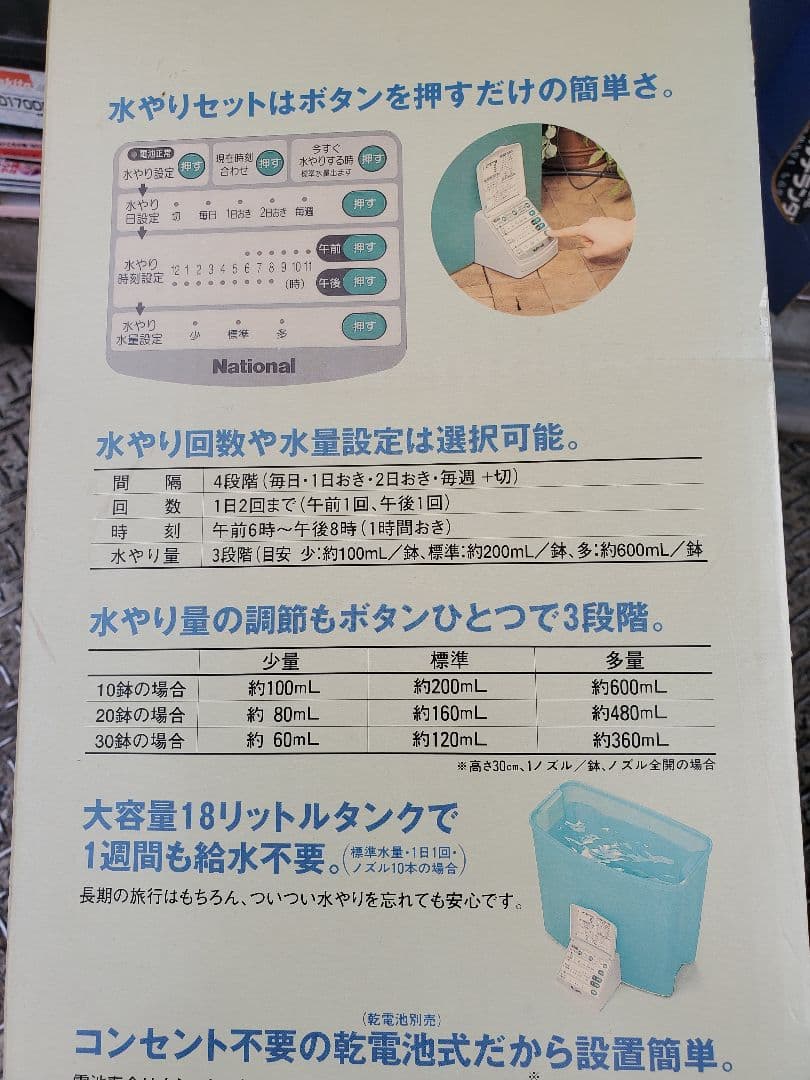 水やりセットはボタンを押すだけの簡単さ。
電池正常
水やり設定 押す
現在時刻
合わせ 押す
今すぐ
水やりする時
標準水量出ます
押す
水やり
日設定
切 毎日 1日おき 2日おき 毎週
押す
水やり
時刻設定
12 1 2 3 4 5 6 7 8 9 10 11
(時)
午前 押す
午後 押す
水やり
水量設定
少 標準 多
押す
National
水やり回数や水量設定は選択可能。
間隔 4段階(毎日・1日おき・2日おき・毎週 +切)
回数 1日2回まで(午前1回、午後1回)
時刻 午前6時〜午後8時(1時間おき)
水やり量 3段階(目安 少:約100mL/鉢、標準:約200mL/鉢、多:約600mL/鉢
水やり量の調節もボタンひとつで3段階。
少量 標準 多量
10鉢の場合 約100mL 約200mL 約600mL
20鉢の場合 約 80mL 約160mL 約480mL
30鉢の場合 約 60mL 約120mL 約360mL
※高さ30cm、1ノズル/鉢、ノズル全開の場合
大容量18リットルタンクで
1週間も給水不要。(標準水量・1日1回・
ノズル10本の場合)
長期の旅行はもちろん、ついつい水やりを忘れても安心です。
(乾電池別売)
コンセント不要の乾電池式だから設置簡単。
※